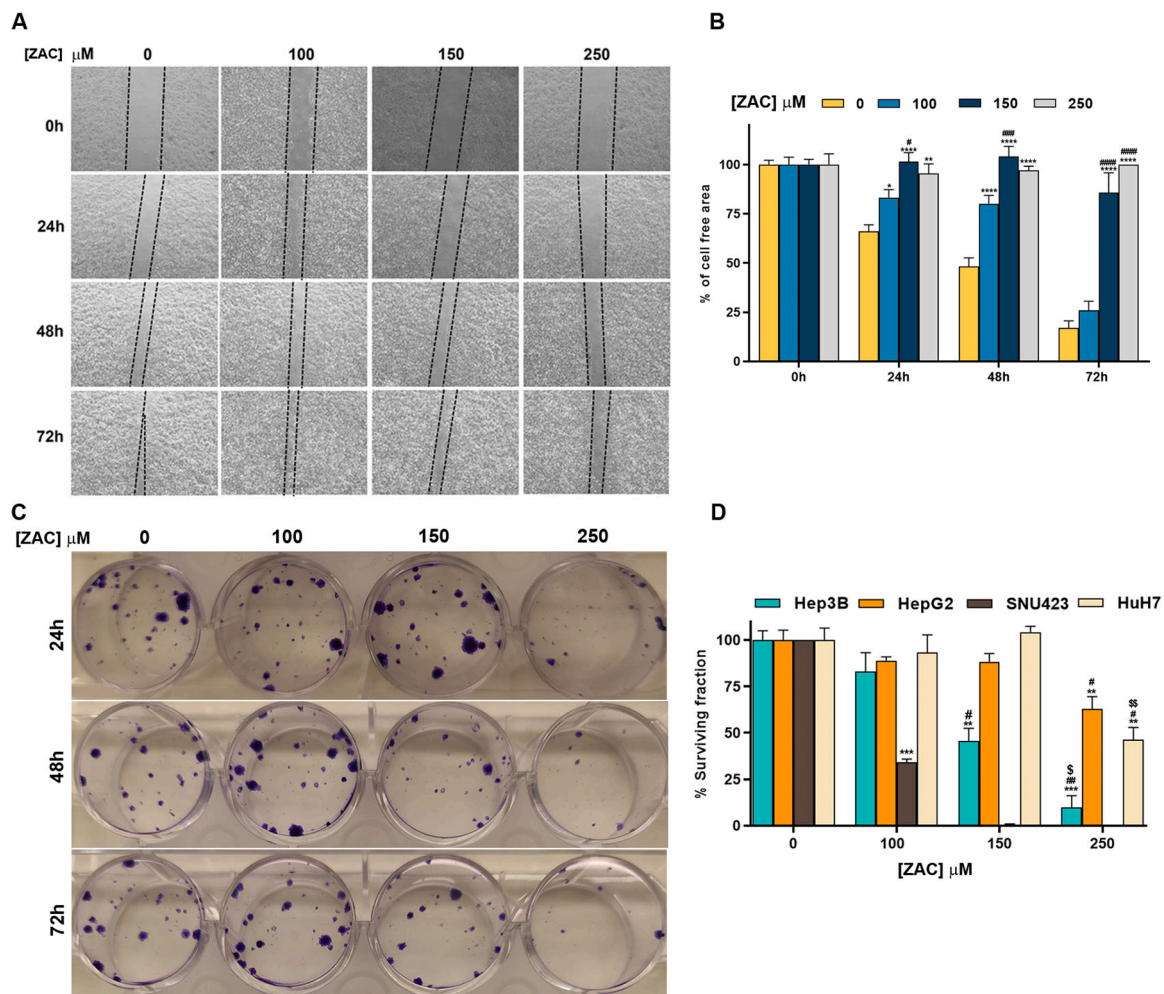 A
[ZAC] μM 0 100 150 250
0h
24h
48h
72h
B
[ZAC] μM 0 100 150 250
% of cell free area
100
75
50
25
0
* # **** **
**** ### **** ****
#### **** #### ****
0h 24h 48h 72h
C
[ZAC] μM 0 100 150 250
24h
48h
72h
D
Hep3B HepG2 SNU423 HuH7
% Surviving fraction
100
75
50
25
0
***
# **
$ ## ***
# **
$$ # **
0 100 150 250
[ZAC] μM